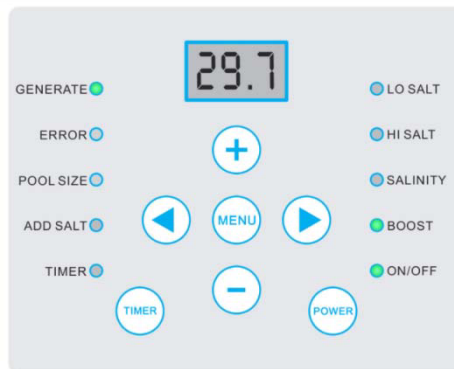 29.7
GENERATE
LO SALT
ERROR
HI SALT
+
POOL SIZE
SALINITY
ADD SALT
MENU
BOOST
TIMER
−
ON/OFF
TIMER
POWER